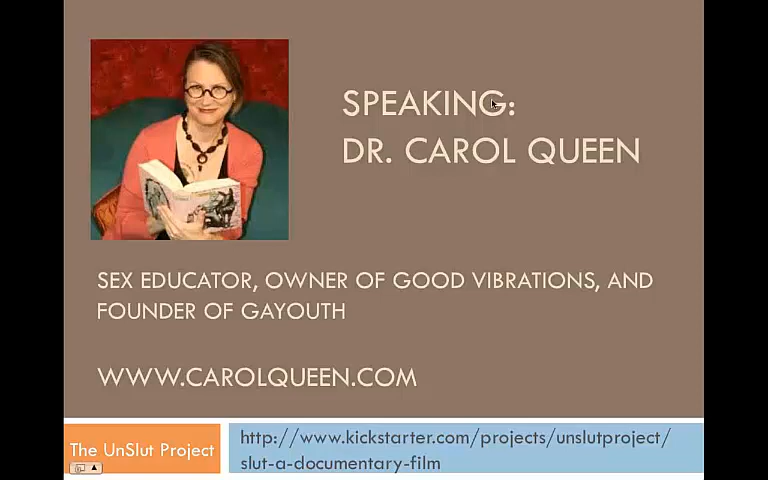 SPEAKING:
DR. CAROL QUEEN
SEX EDUCATOR, OWNER OF GOOD VIBRATIONS, AND
FOUNDER OF GAYOUTH
WWW.CAROLQUEEN.COM
The UnSlut Project
http://www.kickstarter.com/projects/unslutproject/
slut-a-documentary-film